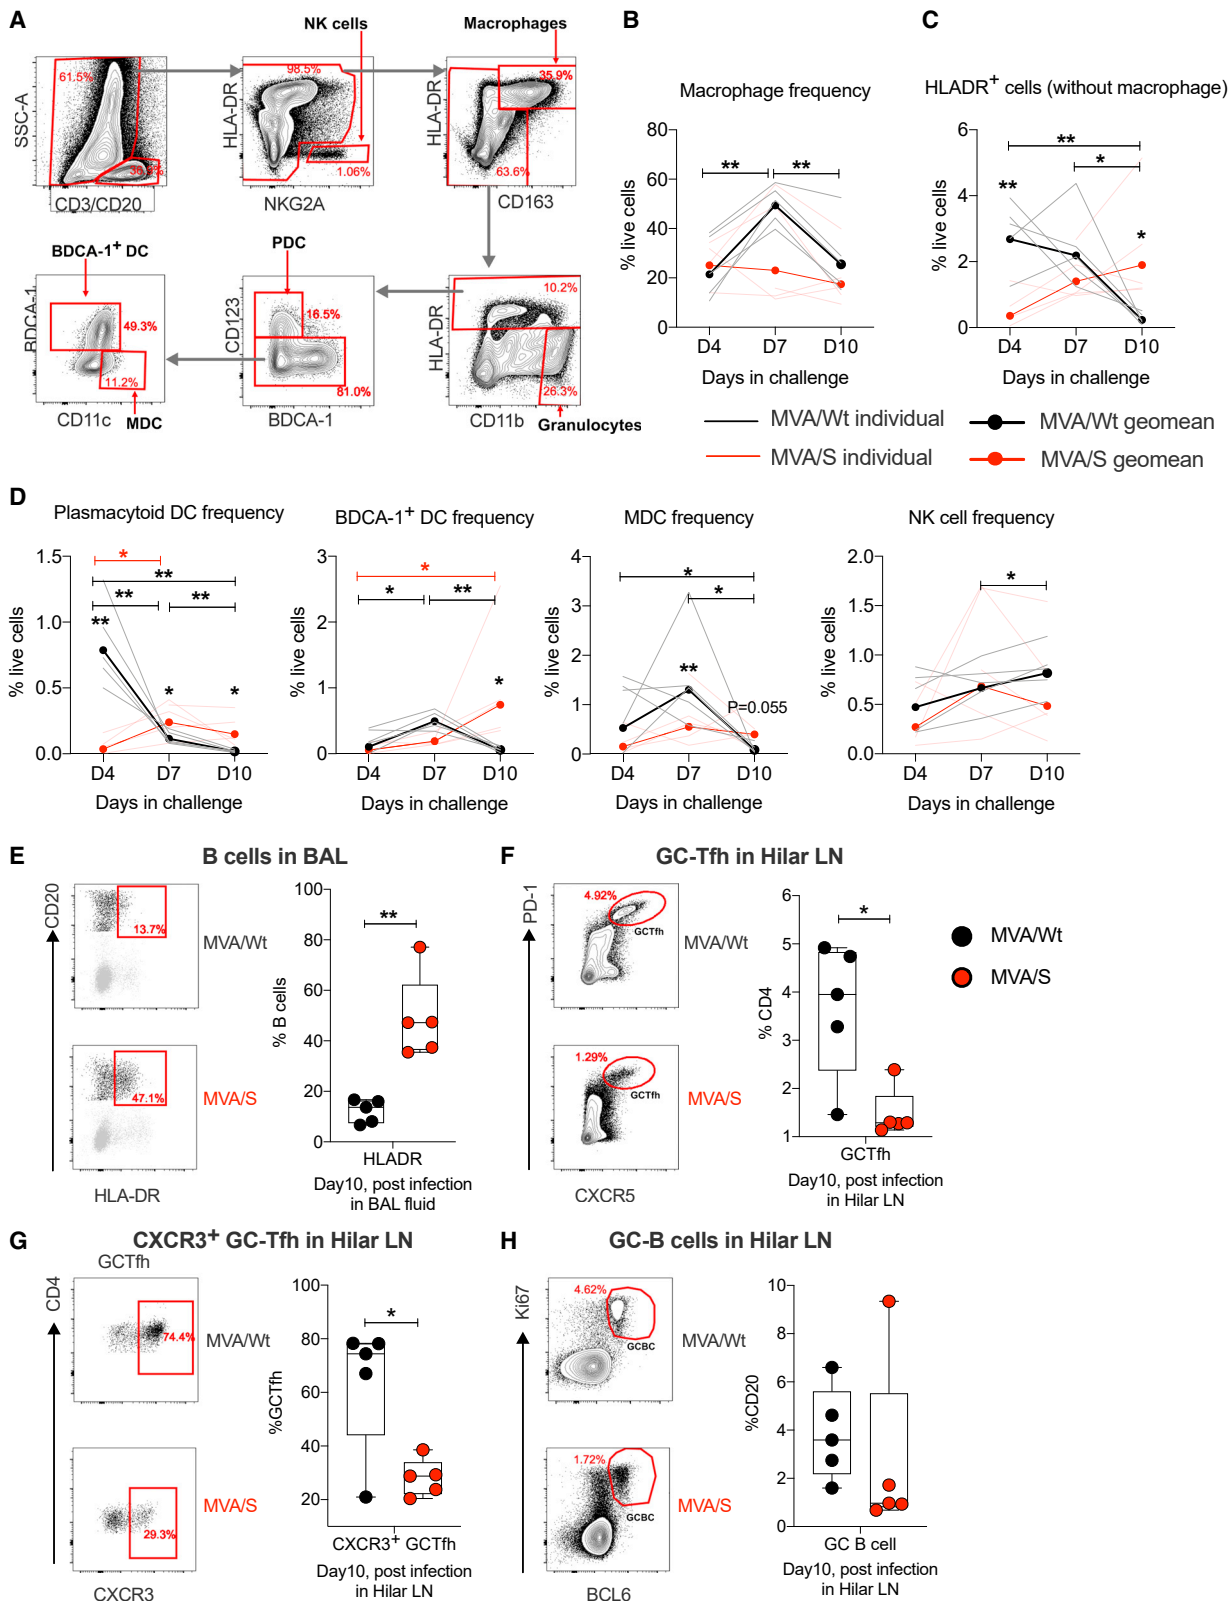 A
NK cells
Macrophages
61.5%
SSC-A
CD3/CD20
98.5%
HLA-DR
1.06%
NKG2A
35.9%
HLA-DR
63.6%
CD163
BDCA-1+ DC
PDC
BDCA-1
49.3%
11.2%
CD11c
MDC
CD123
16.5%
81.0%
BDCA-1
10.2%
HLA-DR
26.3%
CD11b
Granulocytes
B
Macrophage frequency
80
60
40
20
0
% live cells
** **
D4 D7 D10
Days in challenge
C
HLADR+ cells (without macrophage)
6
4
2
0
% live cells
**
*
**
*
D4 D7 D10
Days in challenge
MVA/Wt individual
MVA/Wt geomean
MVA/S individual
MVA/S geomean
D
Plasmacytoid DC frequency
1.5
1.0
0.5
0.0
% live cells
*
**
** **
**
* *
D4 D7 D10
Days in challenge
BDCA-1+ DC frequency
3
2
1
0
% live cells
*
* **
*
D4 D7 D10
Days in challenge
MDC frequency
4
3
2
1
0
% live cells
*
*
**
P=0.055
D4 D7 D10
Days in challenge
NK cell frequency
2.0
1.5
1.0
0.5
0.0
% live cells
*
D4 D7 D10
Days in challenge
E
B cells in BAL
CD20
13.7%
MVA/Wt
47.1%
MVA/S
HLA-DR
100
80
60
40
20
0
% B cells
**
HLADR
Day10, post infection
in BAL fluid
F
GC-Tfh in Hilar LN
PD-1
4.92%
GCTfh
MVA/Wt
1.29%
GCTfh
MVA/S
CXCR5
6
5
4
3
2
1
% CD4
*
GCTfh
Day10, post infection
in Hilar LN
MVA/Wt
MVA/S
G
CXCR3+ GC-Tfh in Hilar LN
GCTfh
CD4
74.4%
MVA/Wt
29.3%
MVA/S
CXCR3
100
80
60
40
20
%GCTfh
*
CXCR3+ GCTfh
Day10, post infection
in Hilar LN
H
GC-B cells in Hilar LN
Ki67
4.62%
GCBC
MVA/Wt
1.72%
GCBC
MVA/S
BCL6
10
8
6
4
2
0
%CD20
GC B cell
Day10, post infection
in Hilar LN